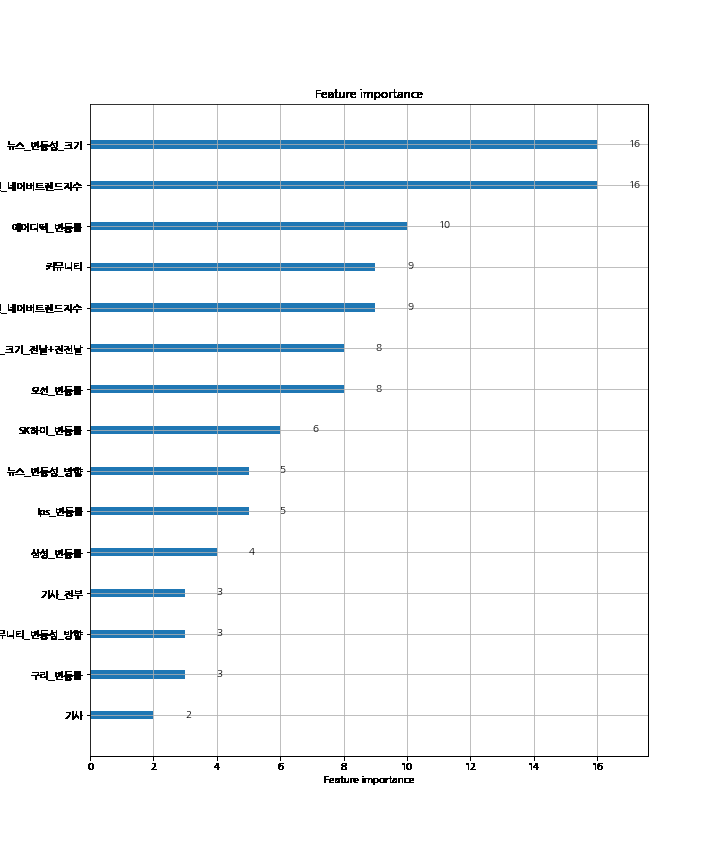 Feature importance
뉴스_변동성_크기
16
_네이버트렌드지수
16
에어디텍_변동률
10
커뮤니티
9
_네이버트렌드지수
9
_크기_전날+전전날
8
오션_변동률
8
SK하이_변동률
6
뉴스_변동성_방향
5
ips_변동률
5
삼성_변동률
4
기사_전부
3
뮤니티_변동성_방향
3
구리_변동률
3
기사
2
0 2 4 6 8 10 12 14 16
Feature importance